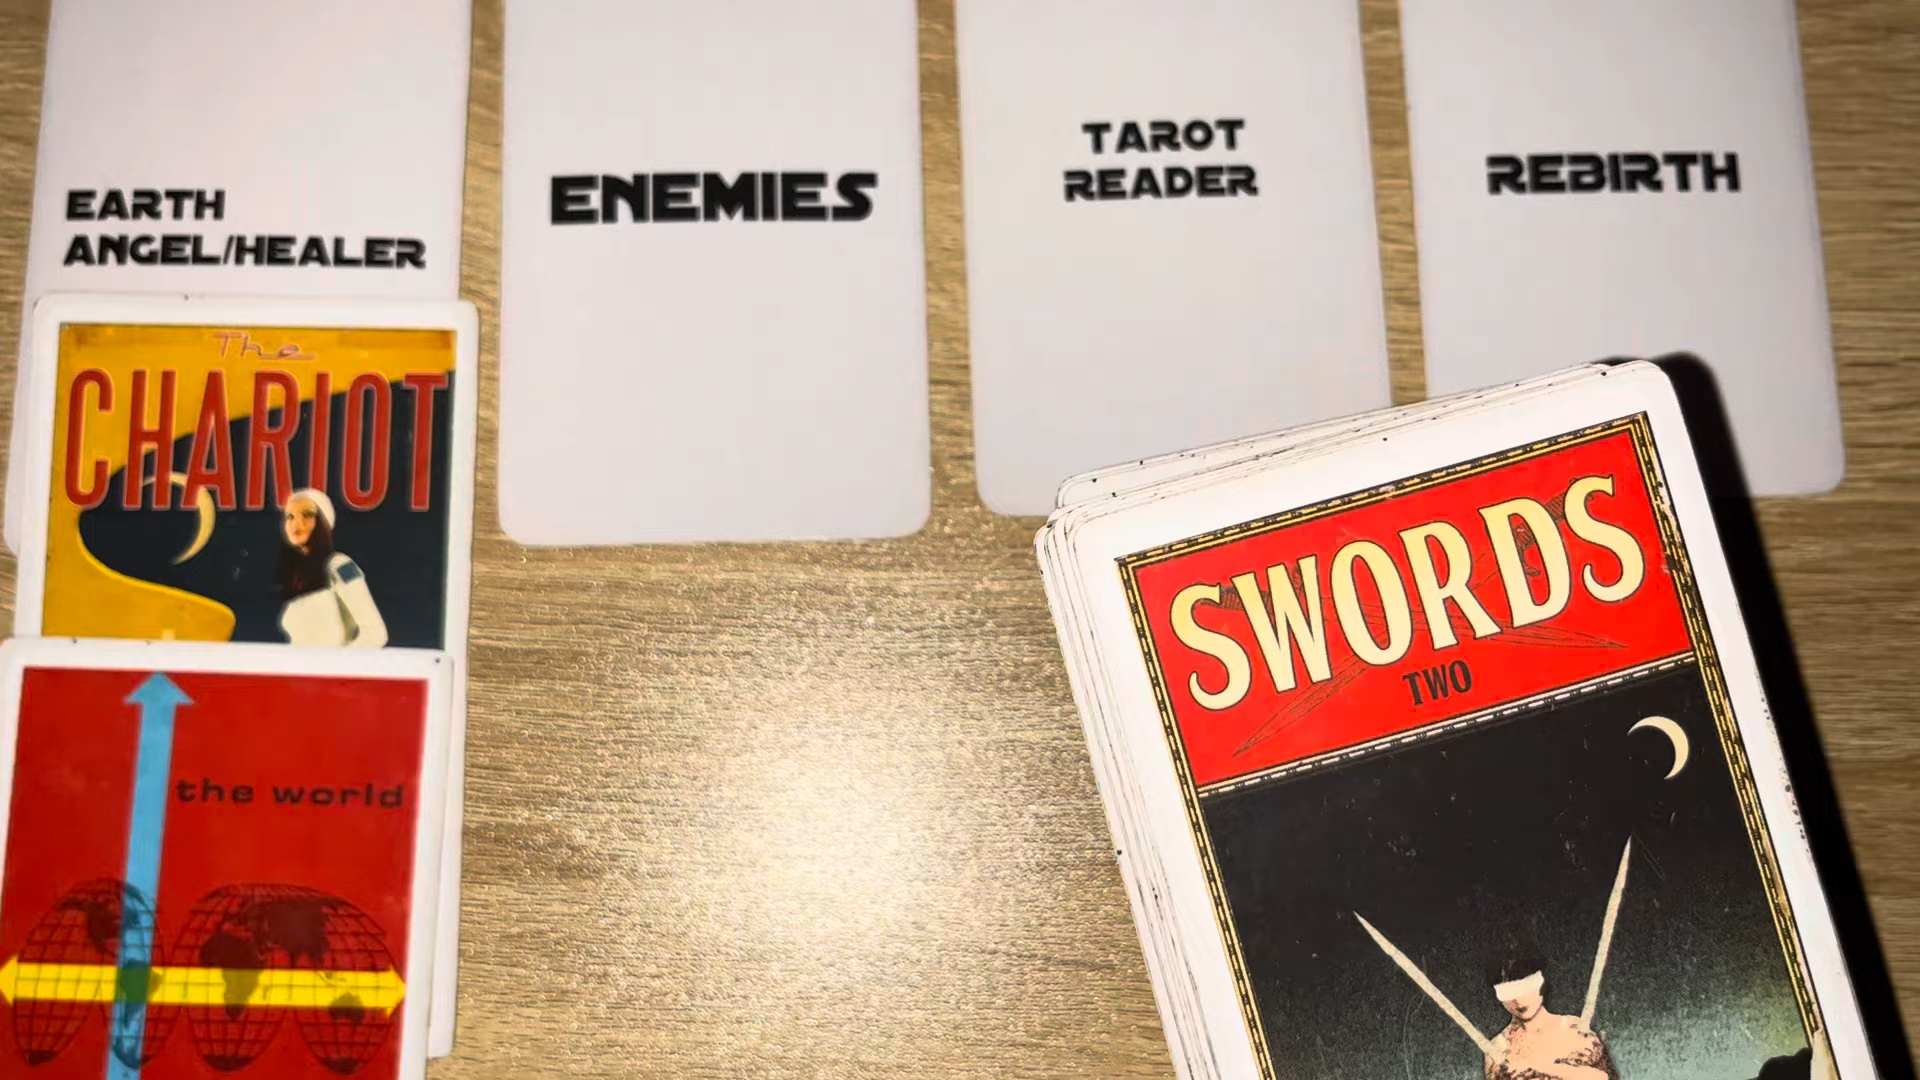 EARTH
ANGEL/HEALER
ENEMIES
TAROT
READER
REBIRTH
The
CHARIOT
the world
SWORDS
TWO